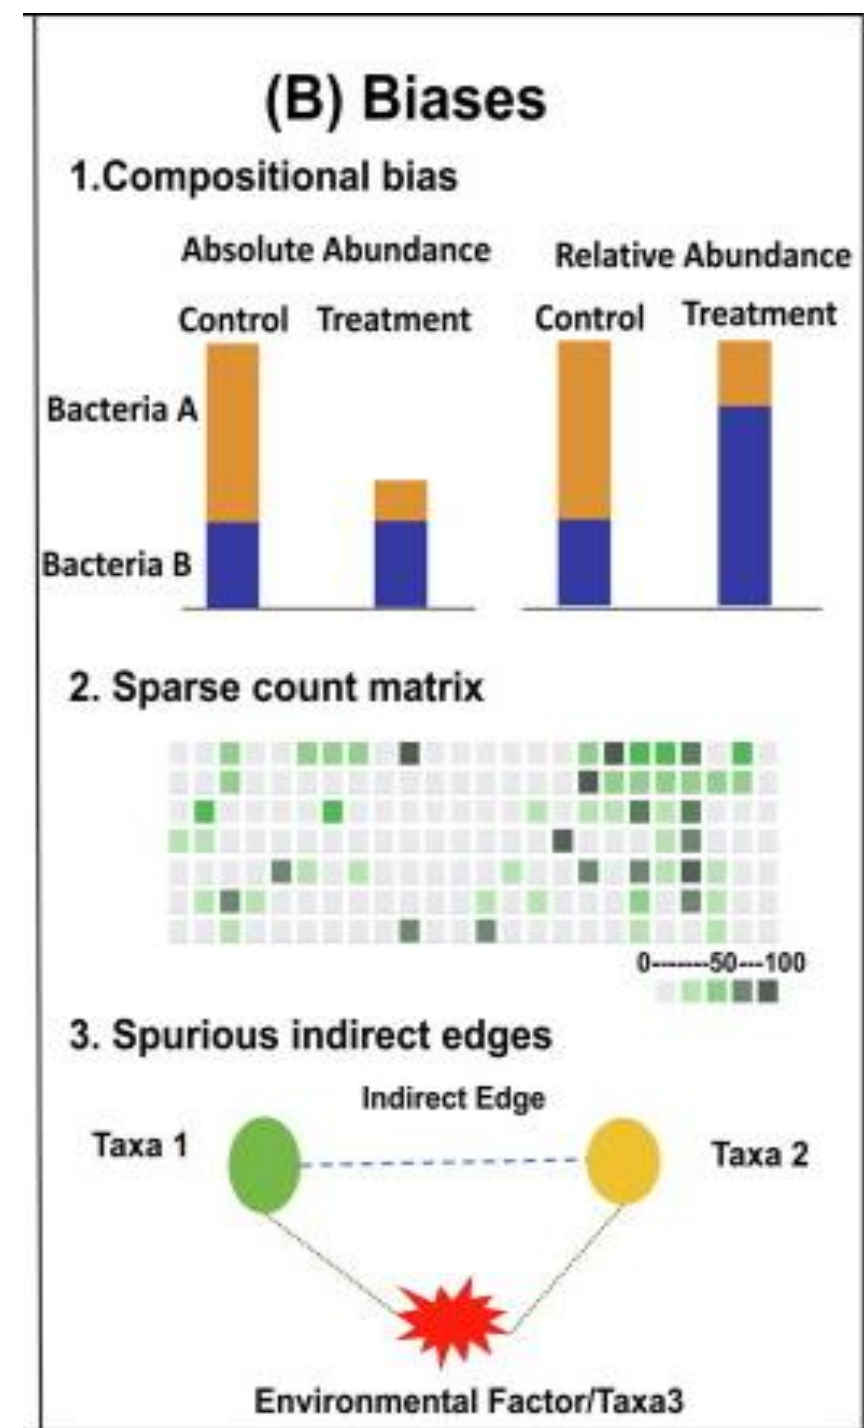 (B) Biases
1.Compositional bias
Absolute Abundance
Relative Abundance
Control Treatment
Control Treatment
Bacteria A
Bacteria B
2. Sparse count matrix
0-------50---100
3. Spurious indirect edges
Indirect Edge
Taxa 1
Taxa 2
Environmental Factor/Taxa3